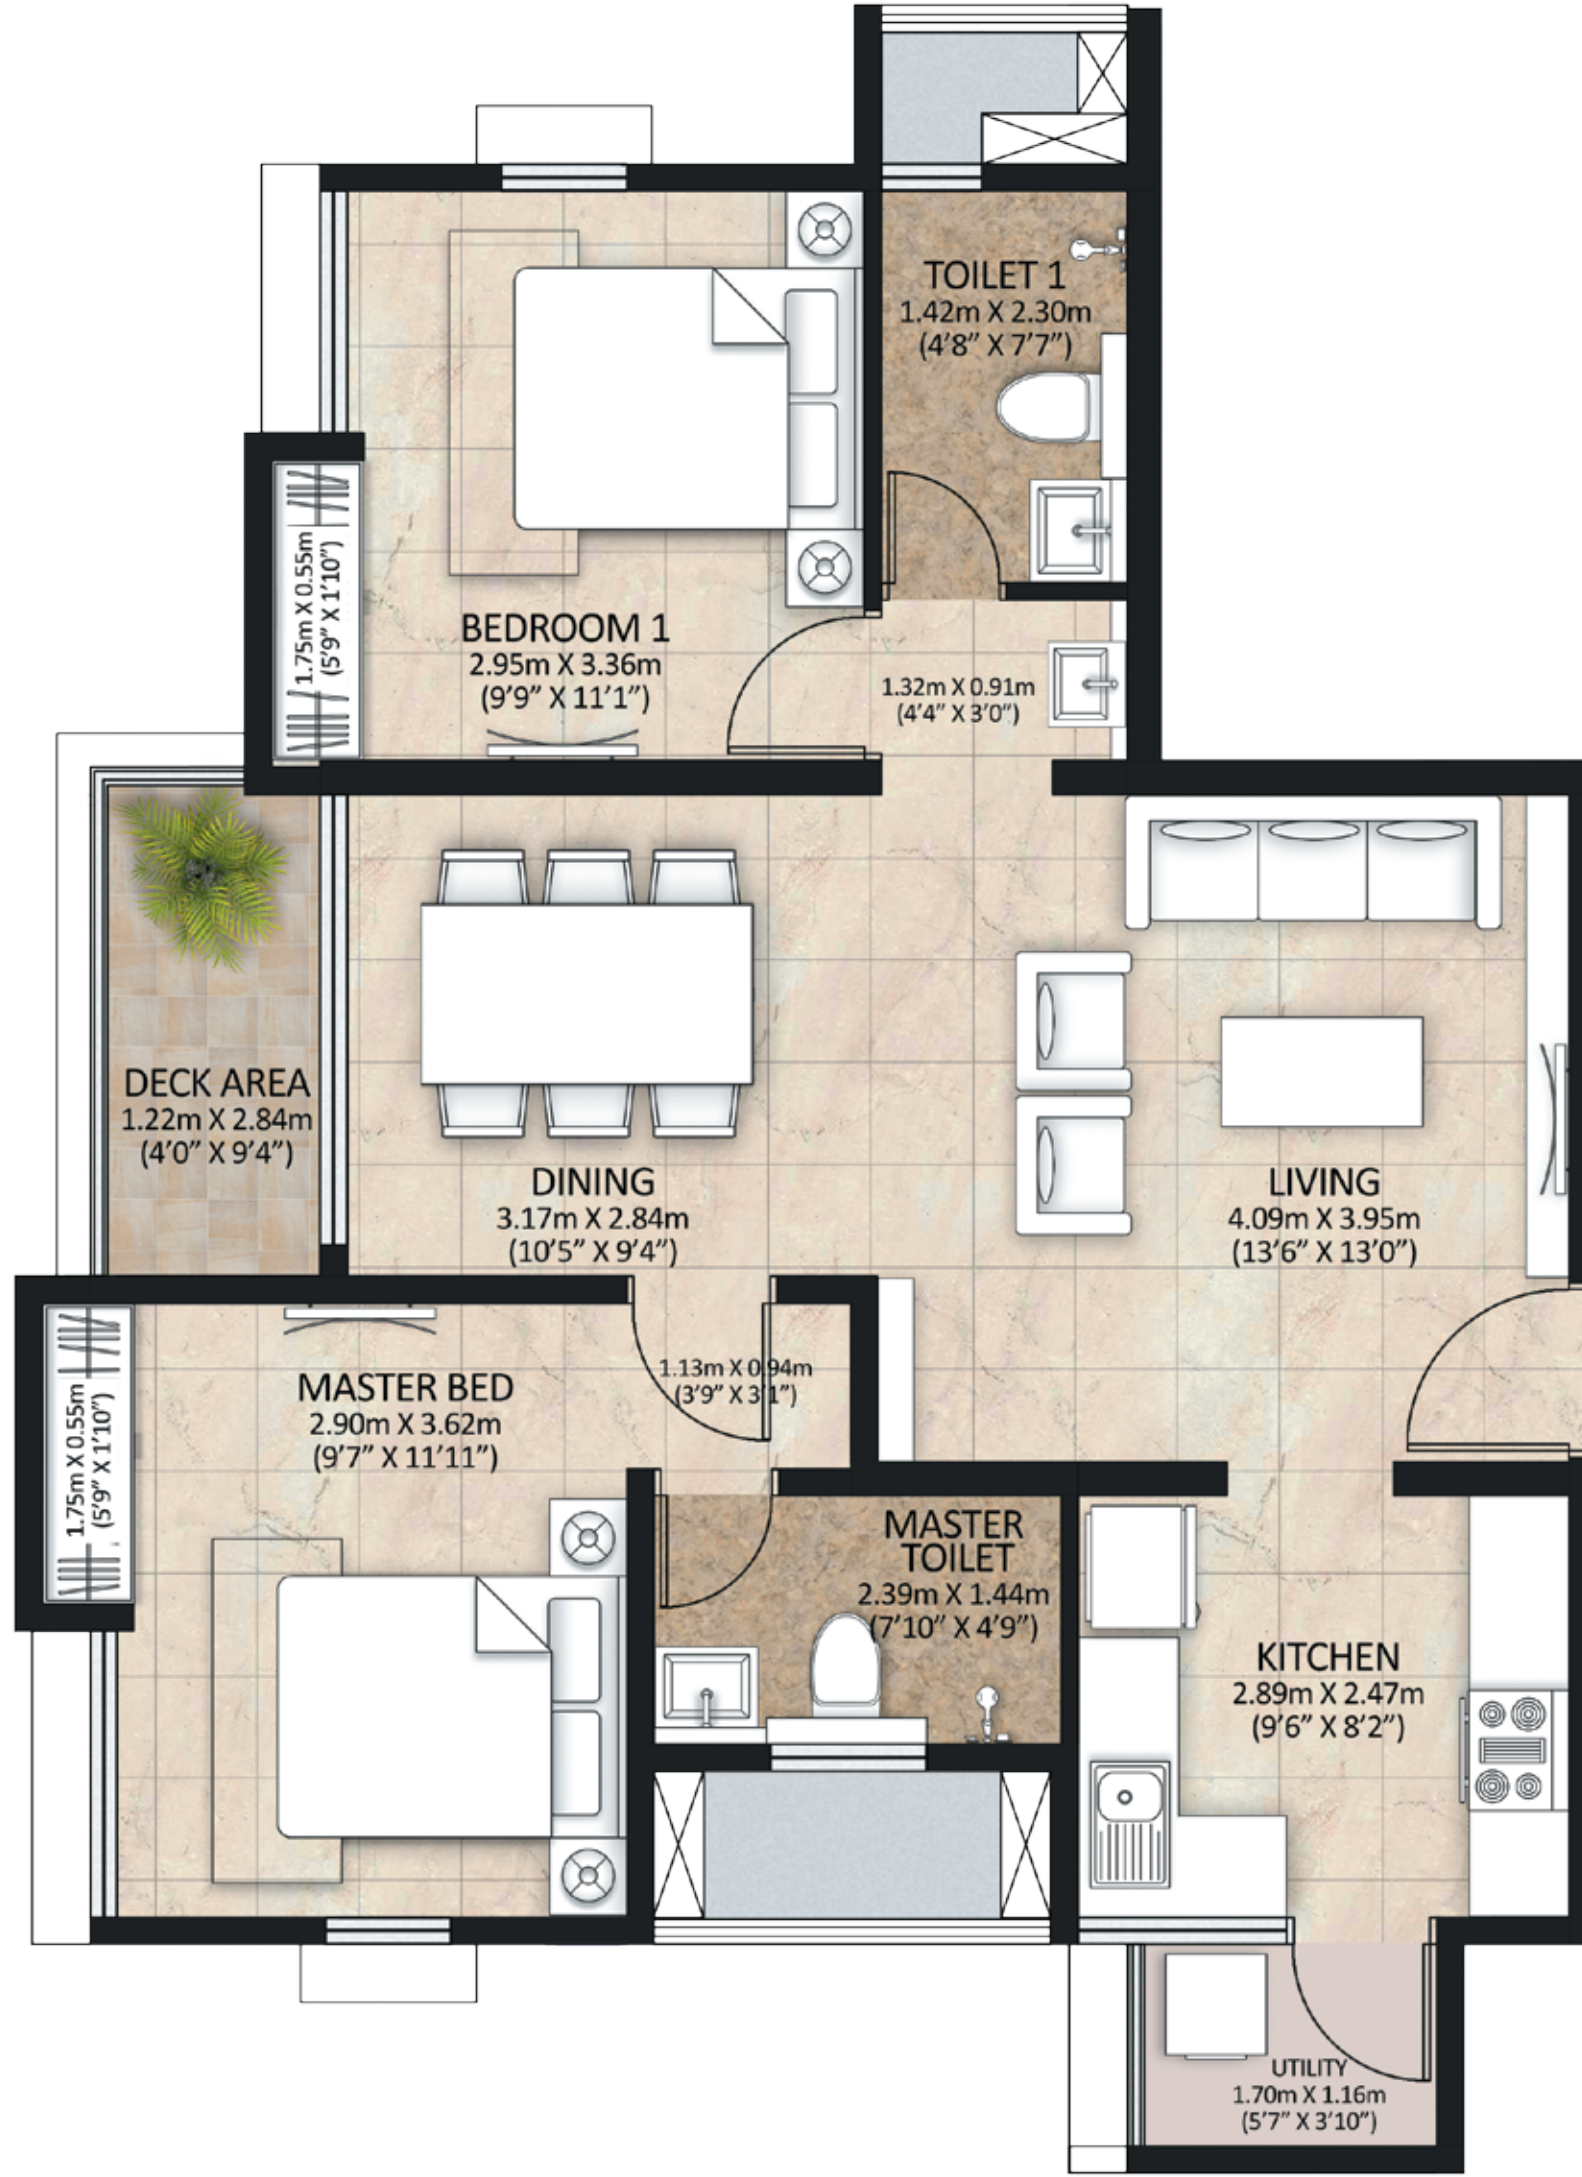 TOILET 1
1.42m X 2.30m
(4’8” X 7’7”)
1.75m X 0.55m
(5’9” X 1’10”)
BEDROOM 1
2.95m X 3.36m
(9’9” X 11’1”)
1.32m X 0.91m
(4’4” X 3’0”)
DECK AREA
1.22m X 2.84m
(4’0” X 9’4”)
DINING
3.17m X 2.84m
(10’5” X 9’4”)
LIVING
4.09m X 3.95m
(13’6” X 13’0”)
1.13m X 0.94m
(3’9” X 3’1”)
MASTER BED
2.90m X 3.62m
(9’7” X 11’11”)
1.75m X 0.55m
(5’9” X 1’10”)
MASTER
TOILET
2.39m X 1.44m
(7’10” X 4’9”)
KITCHEN
2.89m X 2.47m
(9’6” X 8’2”)
UTILITY
1.70m X 1.16m
(5’7” X 3’10”)